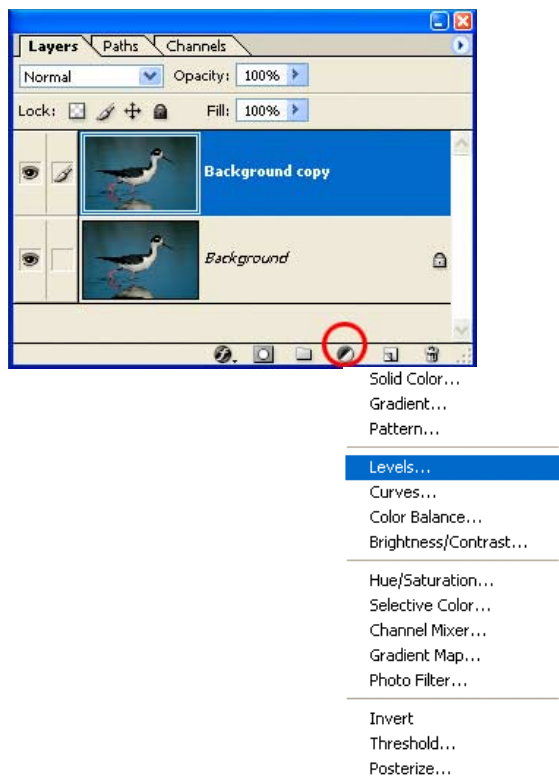 Layers Paths Channels
Normal Opacity: 100%
Lock: Fill: 100%
Background copy
Background
Solid Color...
Gradient...
Pattern...
Levels...
Curves...
Color Balance...
Brightness/Contrast...
Hue/Saturation...
Selective Color...
Channel Mixer...
Gradient Map...
Photo Filter...
Invert
Threshold...
Posterize...